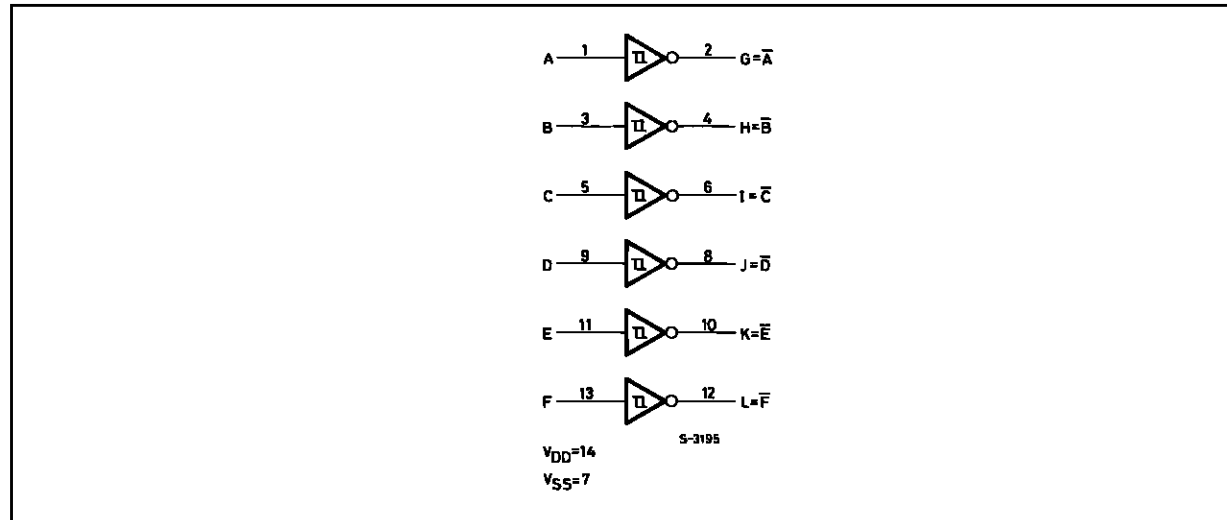 A 1 2 G=A̅
B 3 4 H=B̅
C 5 6 I=C̅
D 9 8 J=D̅
E 11 10 K=E̅
F 13 12 L=F̅
S-3195
VDD=14
VSS=7